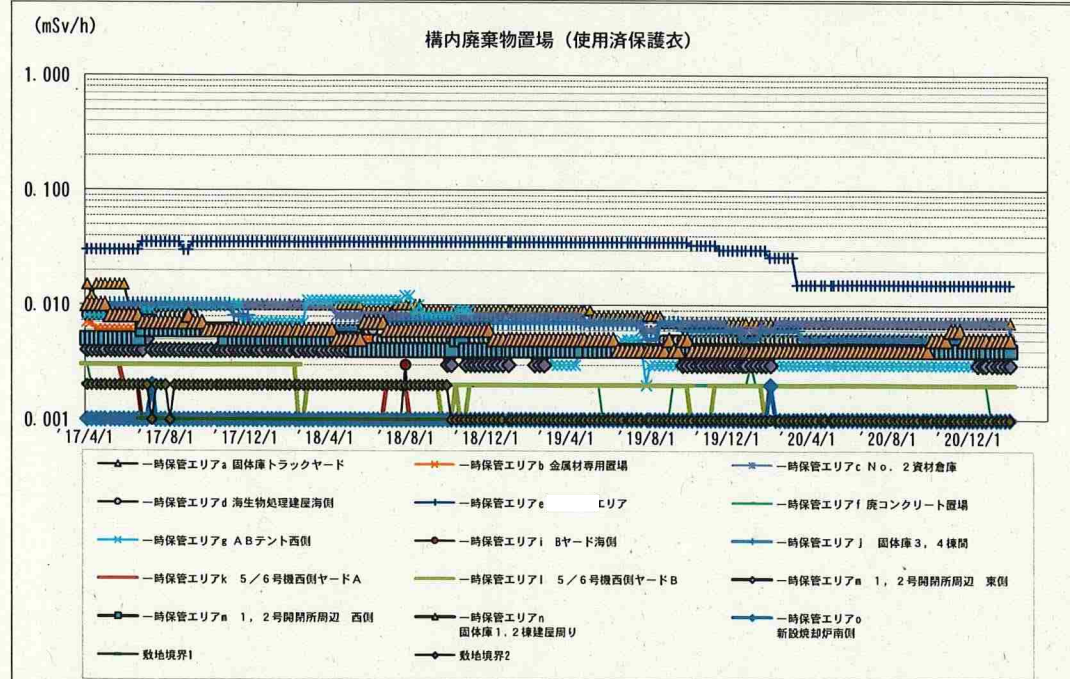 (mSv/h)
構内廃棄物置場（使用済保護衣）
1.000
0.100
0.010
0.001
'17/4/1 '17/8/1 '17/12/1 '18/4/1 '18/8/1 '18/12/1 '19/4/1 '19/8/1 '19/12/1 '20/4/1 '20/8/1 '20/12/1
一時保管エリアa 固体庫トラックヤード 一時保管エリアb 金属材専用置場 一時保管エリアc No．2資材倉庫
一時保管エリアd 海生物処理建屋海側 一時保管エリアe エリア 一時保管エリアf 廃コンクリート置場
一時保管エリアg ABテント西側 一時保管エリアi Bヤード海側 一時保管エリアj 固体庫3，4棟間
一時保管エリアk 5／6号機西側ヤードA 一時保管エリアl 5／6号機西側ヤードB 一時保管エリアm 1，2号開閉所周辺 東側
一時保管エリアm 1，2号開閉所周辺 西側 一時保管エリアn 一時保管エリアo
固体庫1，2棟建屋周り 新設焼却炉南側
敷地境界1 敷地境界2